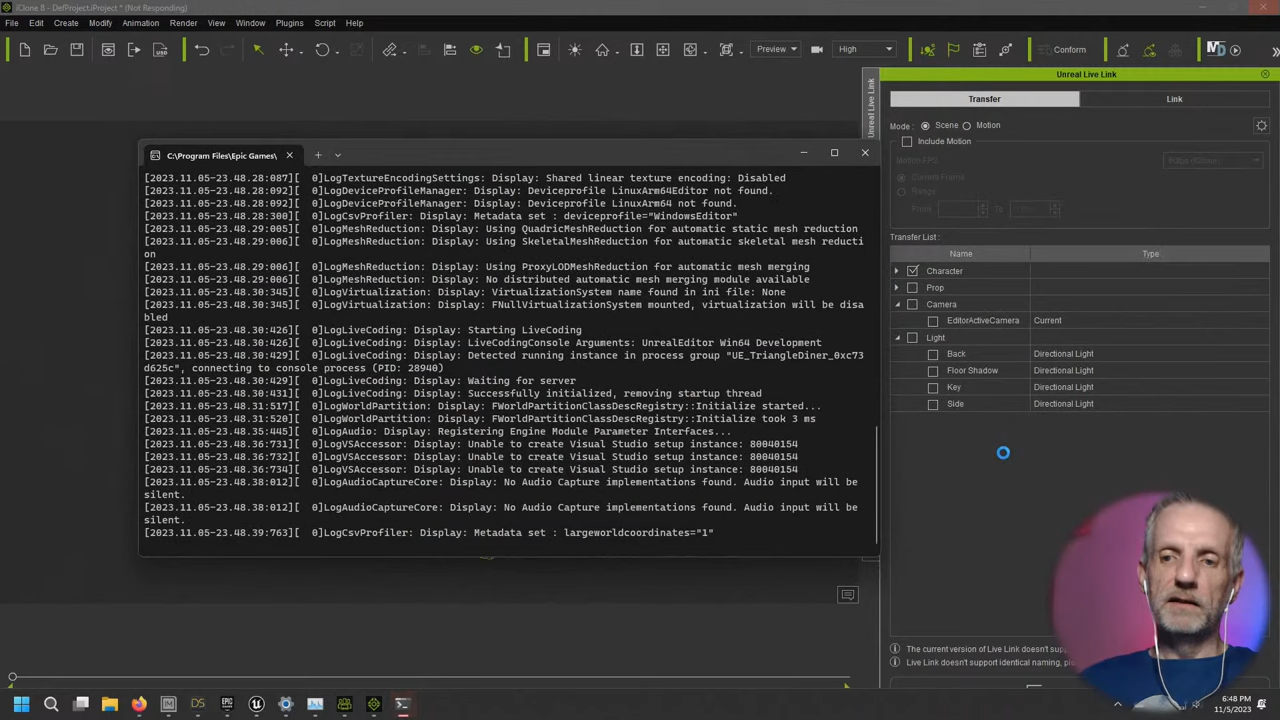 iClone 8 - DefProject.iProject * (Not Responding)
File Edit Create Modify Animation Render Window Plugins Script Help
Preview High Conform
Unreal Live Link
Unreal Live Link
Transfer Link
Mode : Scene Motion
Include Motion
Motion FPS
Current Frame
Range
From To
Transfer List :
Name Type
Character
Prop
Camera
EditorActiveCamera Current
Light
Back Directional Light
Floor Shadow Directional Light
Key Directional Light
Side Directional Light
The current version of Live Link doesn't
Live Link doesn't support identical naming,
C:\Program Files\Epic Games\
[2023.11.05-23.48.28:087][  0]LogTextureEncodingSettings: Display: Shared linear texture encoding: Disabled
[2023.11.05-23.48.28:092][  0]LogDeviceProfileManager: Display: Deviceprofile LinuxArm64Editor not found.
[2023.11.05-23.48.28:092][  0]LogDeviceProfileManager: Display: Deviceprofile LinuxArm64 not found.
[2023.11.05-23.48.28:300][  0]LogCsvProfiler: Display: Metadata set : deviceprofile="WindowsEditor"
[2023.11.05-23.48.29:005][  0]LogMeshReduction: Display: Using QuadricMeshReduction for automatic static mesh reduction
[2023.11.05-23.48.29:006][  0]LogMeshReduction: Display: Using SkeletalMeshReduction for automatic skeletal mesh reducti
on
[2023.11.05-23.48.29:006][  0]LogMeshReduction: Display: Using ProxyLODMeshReduction for automatic mesh merging
[2023.11.05-23.48.29:006][  0]LogMeshReduction: Display: No distributed automatic mesh merging module available
[2023.11.05-23.48.30:345][  0]LogVirtualization: Display: VirtualizationSystem name found in ini file: None
[2023.11.05-23.48.30:345][  0]LogVirtualization: Display: FNullVirtualizationSystem mounted, virtualization will be disa
bled
[2023.11.05-23.48.30:426][  0]LogLiveCoding: Display: Starting LiveCoding
[2023.11.05-23.48.30:426][  0]LogLiveCoding: Display: LiveCodingConsole Arguments: UnrealEditor Win64 Development
[2023.11.05-23.48.30:429][  0]LogLiveCoding: Display: Detected running instance in process group "UE_TriangleDiner_0xc73
d625c", connecting to console process (PID: 28940)
[2023.11.05-23.48.30:429][  0]LogLiveCoding: Display: Waiting for server
[2023.11.05-23.48.30:431][  0]LogLiveCoding: Display: Successfully initialized, removing startup thread
[2023.11.05-23.48.31:517][  0]LogWorldPartition: Display: FWorldPartitionClassDescRegistry::Initialize started...
[2023.11.05-23.48.31:520][  0]LogWorldPartition: Display: FWorldPartitionClassDescRegistry::Initialize took 3 ms
[2023.11.05-23.48.35:445][  0]LogAudio: Display: Registering Engine Module Parameter Interfaces...
[2023.11.05-23.48.36:731][  0]LogVSAccessor: Display: Unable to create Visual Studio setup instance: 80040154
[2023.11.05-23.48.36:732][  0]LogVSAccessor: Display: Unable to create Visual Studio setup instance: 80040154
[2023.11.05-23.48.36:734][  0]LogVSAccessor: Display: Unable to create Visual Studio setup instance: 80040154
[2023.11.05-23.48.38:012][  0]LogAudioCaptureCore: Display: No Audio Capture implementations found. Audio input will be
silent.
[2023.11.05-23.48.38:012][  0]LogAudioCaptureCore: Display: No Audio Capture implementations found. Audio input will be
silent.
[2023.11.05-23.48.39:763][  0]LogCsvProfiler: Display: Metadata set : largeworldcoordinates="1"
6:48 PM
11/5/2023